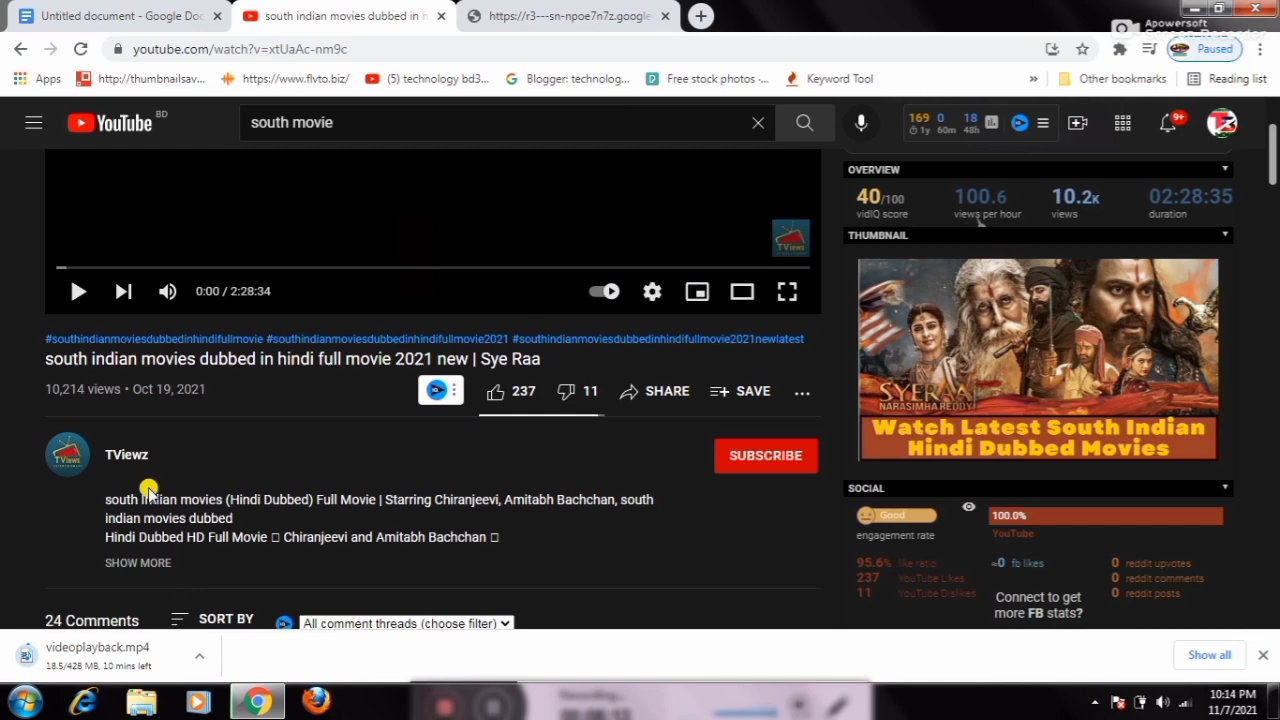 Untitled document - Google Doc
south indian movies dubbed in h
https://r3---sn-npoe7n7z.google
Apowersoft
Screen Recorder
youtube.com/watch?v=xtUaAc-nm9c
Paused
Apps
http://thumbnailsav...
https://www.flvto.biz/
(5) technology bd3...
Blogger: technolog...
Free stock photos -...
Keyword Tool
»
Other bookmarks
Reading list
YouTube BD
south movie
169 0 18
1y 60m 48h
9+
OVERVIEW
40/100 100.6 10.2K 02:28:35
vidIQ score views per hour views duration
THUMBNAIL
TViews
0:00 / 2:28:34
SYERAA
NARASIMHA REDDY
Watch Latest South Indian
Hindi Dubbed Movies
#southindianmoviesdubbedinhindifullmovie #southindianmoviesdubbedinhindifullmovie2021 #southindianmoviesdubbedinhindifullmovie2021newlatest
south indian movies dubbed in hindi full movie 2021 new | Sye Raa
10,214 views • Oct 19, 2021
237 11 SHARE SAVE ...
TViewz
SUBSCRIBE
south indian movies (Hindi Dubbed) Full Movie | Starring Chiranjeevi, Amitabh Bachchan, south
indian movies dubbed
Hindi Dubbed HD Full Movie Chiranjeevi and Amitabh Bachchan
SHOW MORE
24 Comments SORT BY All comment threads (choose filter)
SOCIAL
Good 100.0%
engagement rate YouTube
95.6% like ratio ≈0 fb likes 0 reddit upvotes
237 YouTube Likes 0 reddit comments
11 YouTube Dislikes 0 reddit posts
Connect to get
more FB stats?
videoplayback.mp4
18.5/428 MB, 10 mins left
Show all
Recording...
10:14 PM
11/7/2021